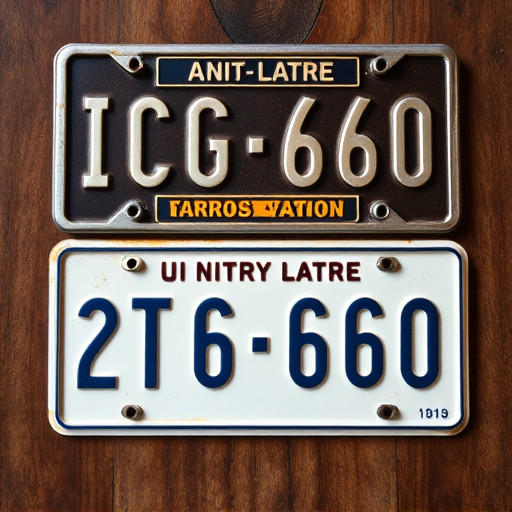 ANIT-LATRE
ICG·660
TARROS VATION
UI NITRY LATRE
2T6·660
1919